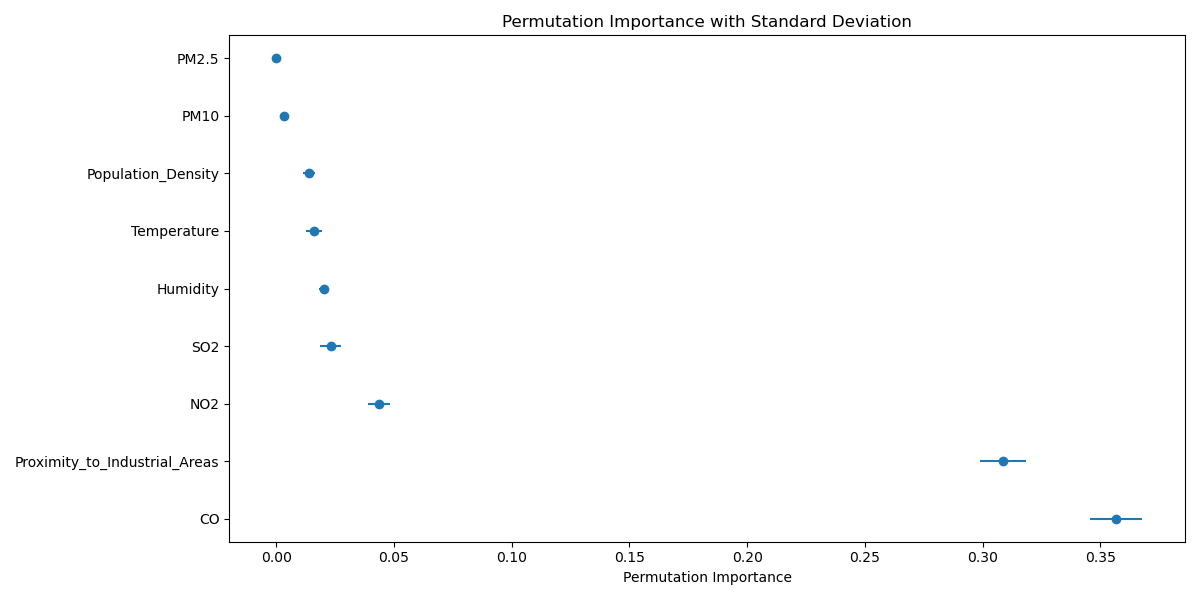 Permutation Importance with Standard Deviation
PM2.5
PM10
Population_Density
Temperature
Humidity
SO2
NO2
Proximity_to_Industrial_Areas
CO
0.00 0.05 0.10 0.15 0.20 0.25 0.30 0.35
Permutation Importance